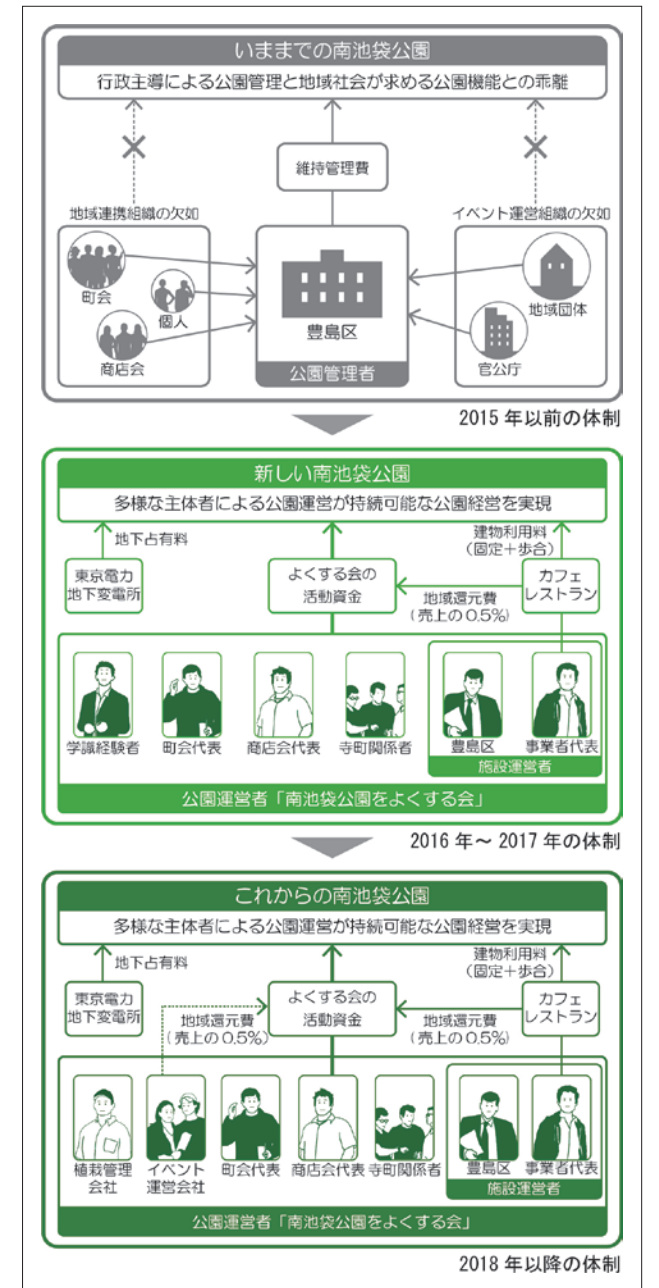 いままでの南池袋公園
行政主導による公園管理と地域社会が求める公園機能との乖離
維持管理費
地域連携組織の欠如
イベント運営組織の欠如
町会
個人
商店会
豊島区
公園管理者
地域団体
官公庁
2015年以前の体制
新しい南池袋公園
多様な主体者による公園運営が持続可能な公園経営を実現
地下占有料
建物利用料
(固定+歩合)
東京電力
地下変電所
よくする会の
活動資金
地域還元費
(売上の0.5%)
カフェ
レストラン
学識経験者
町会代表
商店会代表
寺町関係者
豊島区
事業者代表
施設運営者
公園運営者「南池袋公園をよくする会」
2016年〜2017年の体制
これからの南池袋公園
多様な主体者による公園運営が持続可能な公園経営を実現
地下占有料
建物利用料
(固定+歩合)
東京電力
地下変電所
地域還元費
(売上の0.5%)
よくする会の
活動資金
地域還元費
(売上の0.5%)
カフェ
レストラン
植栽管理
会社
イベント
運営会社
町会代表
商店会代表
寺町関係者
豊島区
事業者代表
施設運営者
公園運営者「南池袋公園をよくする会」
2018年以降の体制